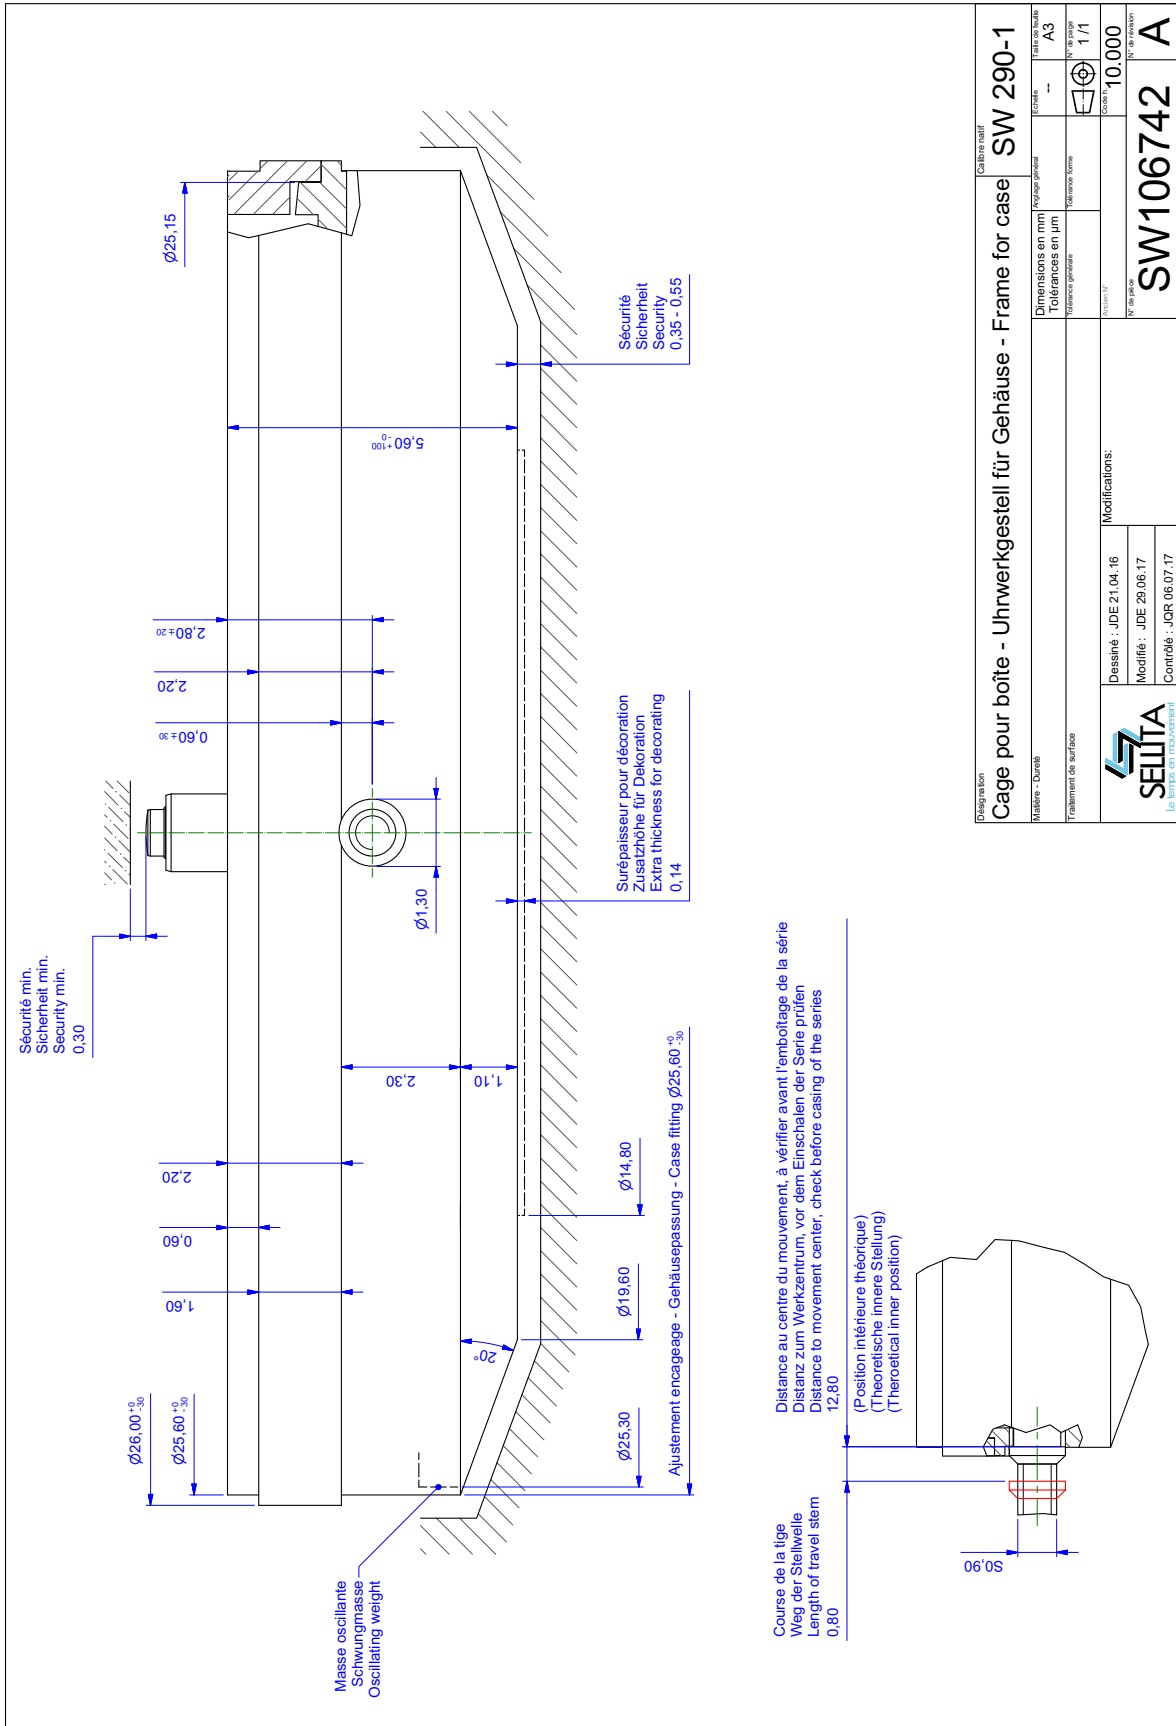 Sécurité min.
Sicherheit min.
Security min.
0,30
Ø26,00 +0 -30
Ø25,60 +0 -30
1,60
0,60
2,20
0,60±30
2,20
2,80±20
Ø25,15
Masse oscillante
Schwungmasse
Oscillating weight
20°
2,30
1,10
Ø1,30
5,60 +100 -0
Ø25,30
Ø19,60
Ø14,80
Ajustement encageage - Gehäusepassung - Case fitting Ø25,60 +0 -30
Surépaisseur pour décoration
Zusatzhöhe für Dekoration
Extra thickness for decorating
0,14
Sécurité
Sicherheit
Security
0,35 - 0,55
Course de la tige
Weg der Stellwelle
Length of travel stem
0,80
Distance au centre du mouvement, à vérifier avant l'emboîtage de la série
Distanz zum Werkzentrum, vor dem Einschalen der Serie prüfen
Distance to movement center, check before casing of the series
12,80
(Position intérieure théorique)
(Theoretische innere Stellung)
(Theroetical inner position)
S0,90
Désignation
Cage pour boîte - Uhrwerkgestell für Gehäuse - Frame for case
Calibre natif
SW 290-1
Matière - Dureté
Dimensions en mm
Tolérances en µm
Anglage général
Echelle
--
Taille de feuille
A3
Traitement de surface
Tolérance générale
Tolérance forme
N° de page
1 /1
SELLITA
Le temps en mouvement
Dessiné : JDE 21.04.16
Modifié : JDE 29.06.17
Contrôlé : JQR 06.07.17
Modifications:
Ancien N°
Code h.
10.000
N° de pièce
SW106742
N° de révision
A